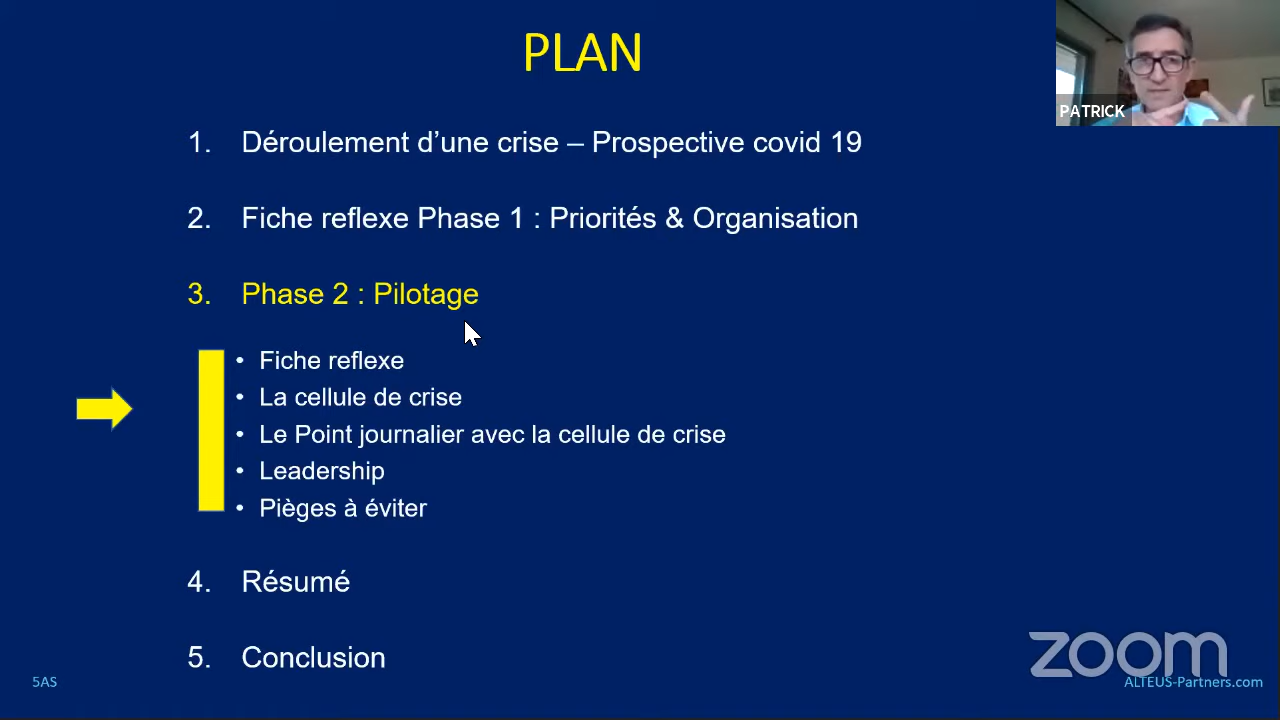 PLAN
PATRICK
1. Déroulement d’une crise – Prospective covid 19
2. Fiche reflexe Phase 1 : Priorités & Organisation
3. Phase 2 : Pilotage
• Fiche reflexe
• La cellule de crise
• Le Point journalier avec la cellule de crise
• Leadership
• Pièges à éviter
4. Résumé
5. Conclusion
zoom
5AS
ALTEUS-Partners.com